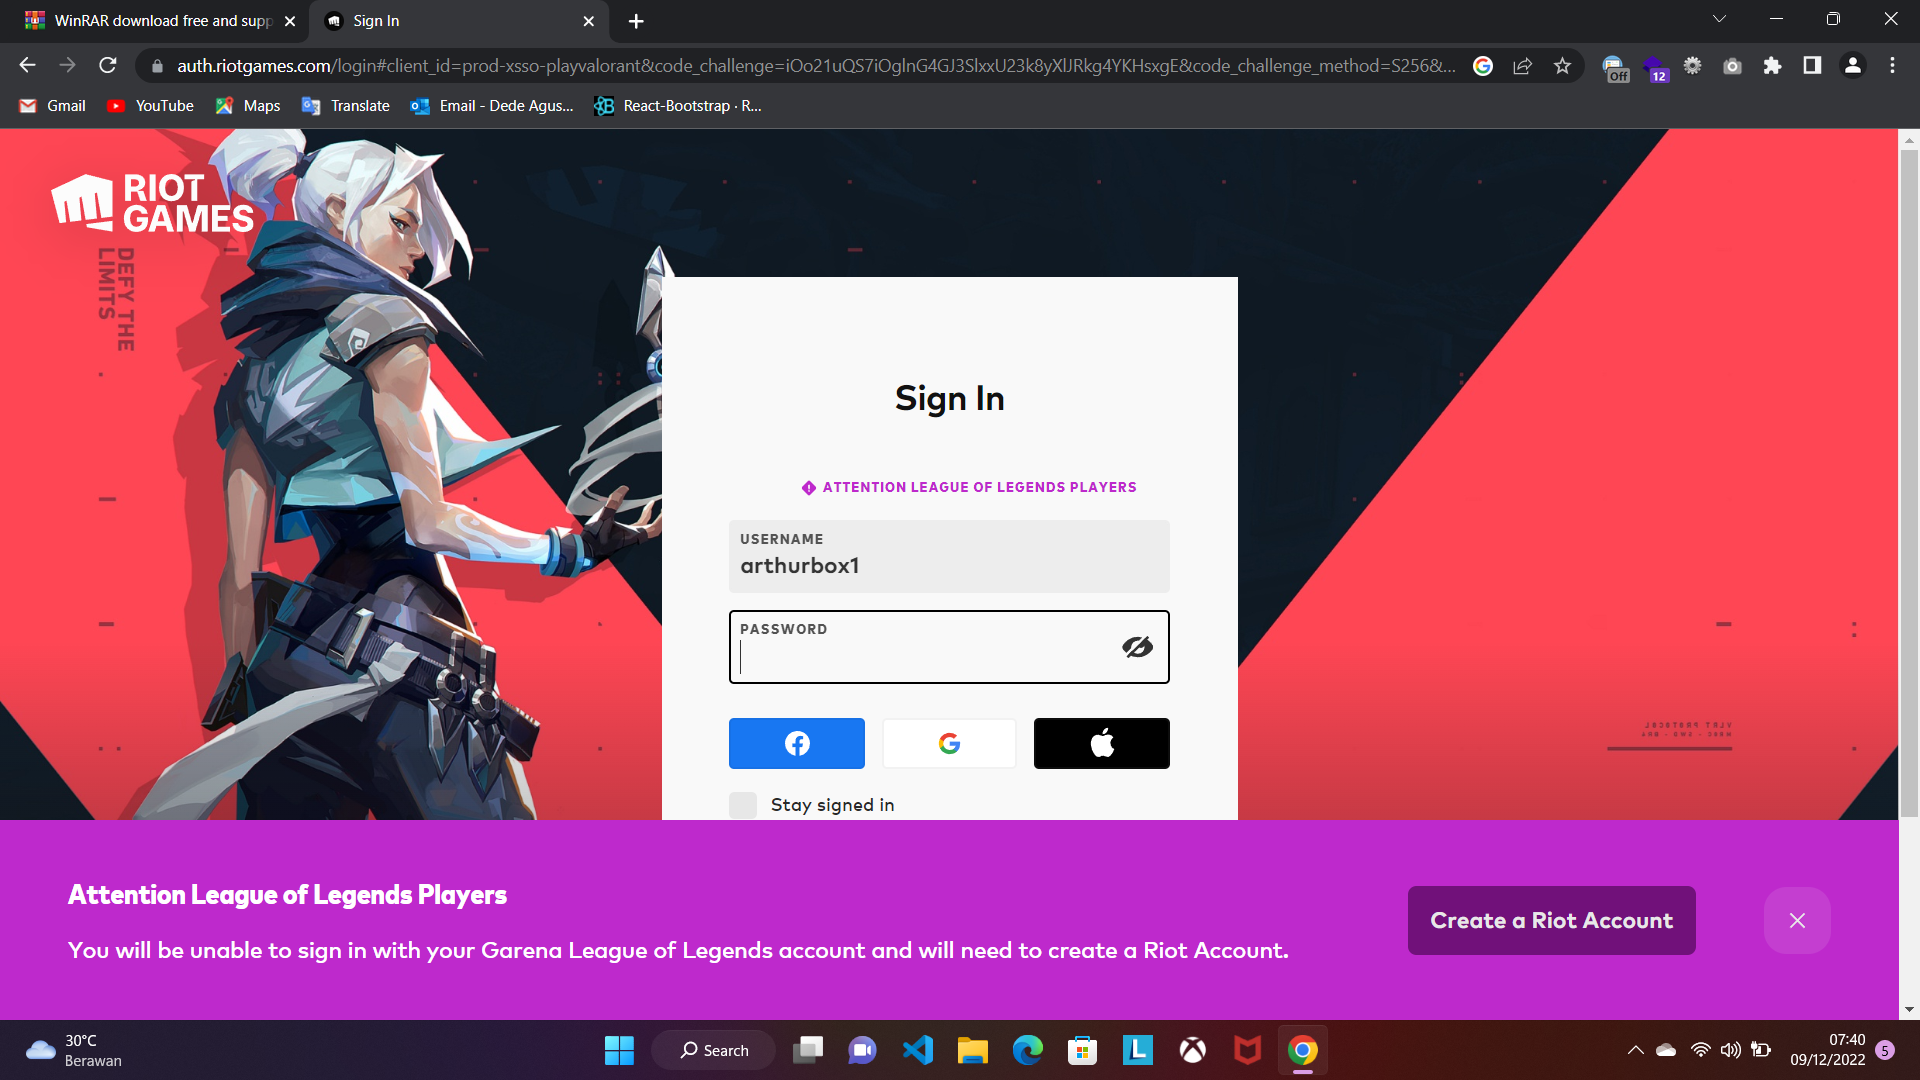 WinRAR download free and supp
Sign In
auth.riotgames.com/login#client_id=prod-xsso-playvalorant&code_challenge=iOo21uQS7iOglnG4GJ3SlxxU23k8yXlJRkg4YKHsxgE&code_challenge_method=S256&...
Off
12
Gmail
YouTube
Maps
Translate
Email - Dede Agus...
React-Bootstrap · R...
RIOT
GAMES
DEFY THE
LIMITS
Sign In
ATTENTION LEAGUE OF LEGENDS PLAYERS
USERNAME
arthurbox1
PASSWORD
Stay signed in
Attention League of Legends Players
You will be unable to sign in with your Garena League of Legends account and will need to create a Riot Account.
Create a Riot Account
30°C
Berawan
Search
07:40
09/12/2022
5